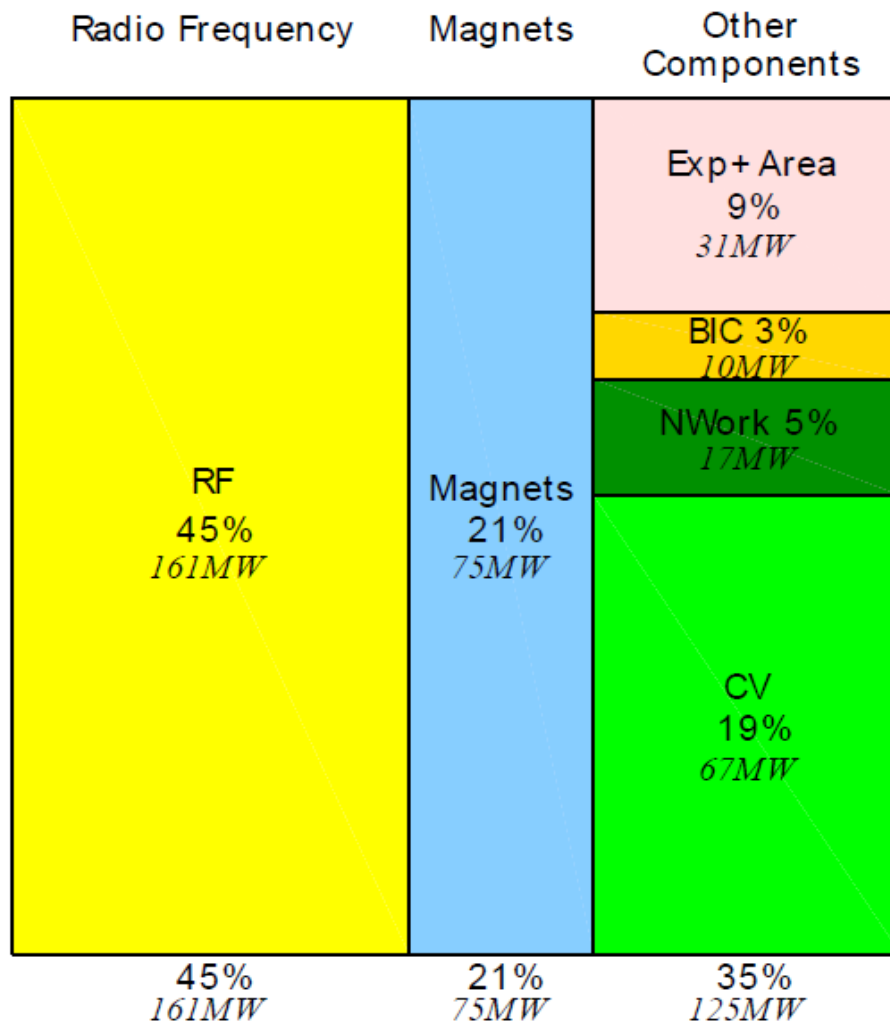 Radio Frequency
Magnets
Other
Components
Exp+ Area
9%
31MW
BIC 3%
10MW
NWork 5%
17MW
RF
45%
161MW
Magnets
21%
75MW
CV
19%
67MW
45%
161MW
21%
75MW
35%
125MW